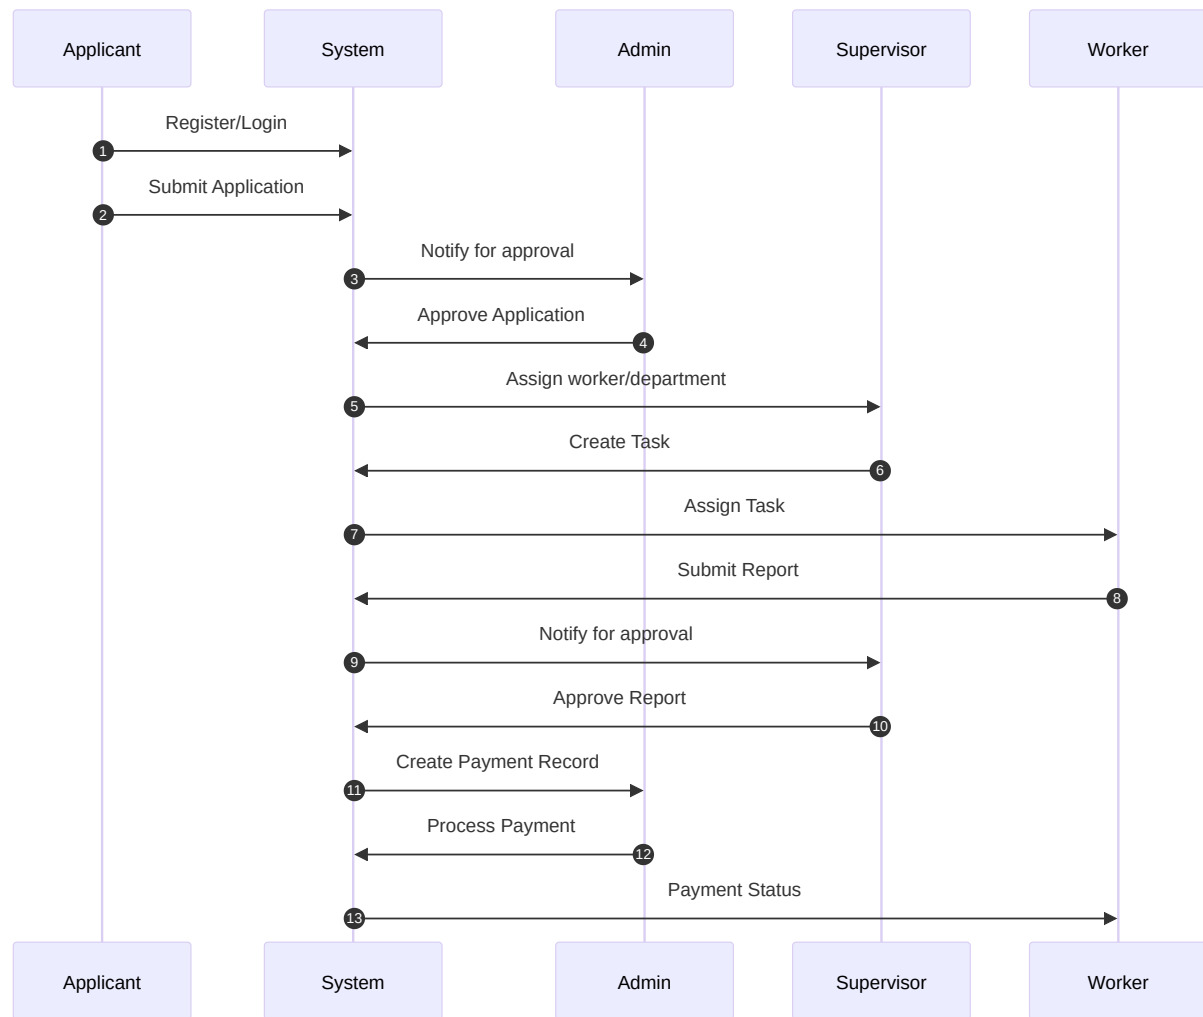 Applicant
System
Admin
Supervisor
Worker
Register/Login
1
Submit Application
2
Notify for approval
3
Approve Application
4
Assign worker/department
5
Create Task
6
Assign Task
7
Submit Report
8
Notify for approval
9
Approve Report
10
Create Payment Record
11
Process Payment
12
Payment Status
13
Applicant
System
Admin
Supervisor
Worker